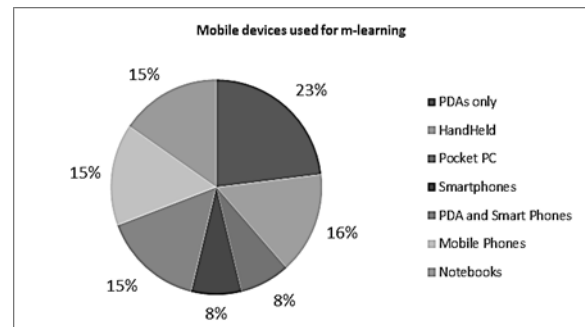 Mobile devices used for m-learning
15%
23%
15%
16%
15%
8%
8%
PDAs only
HandHeld
Pocket PC
Smartphones
PDA and Smart Phones
Mobile Phones
Notebooks